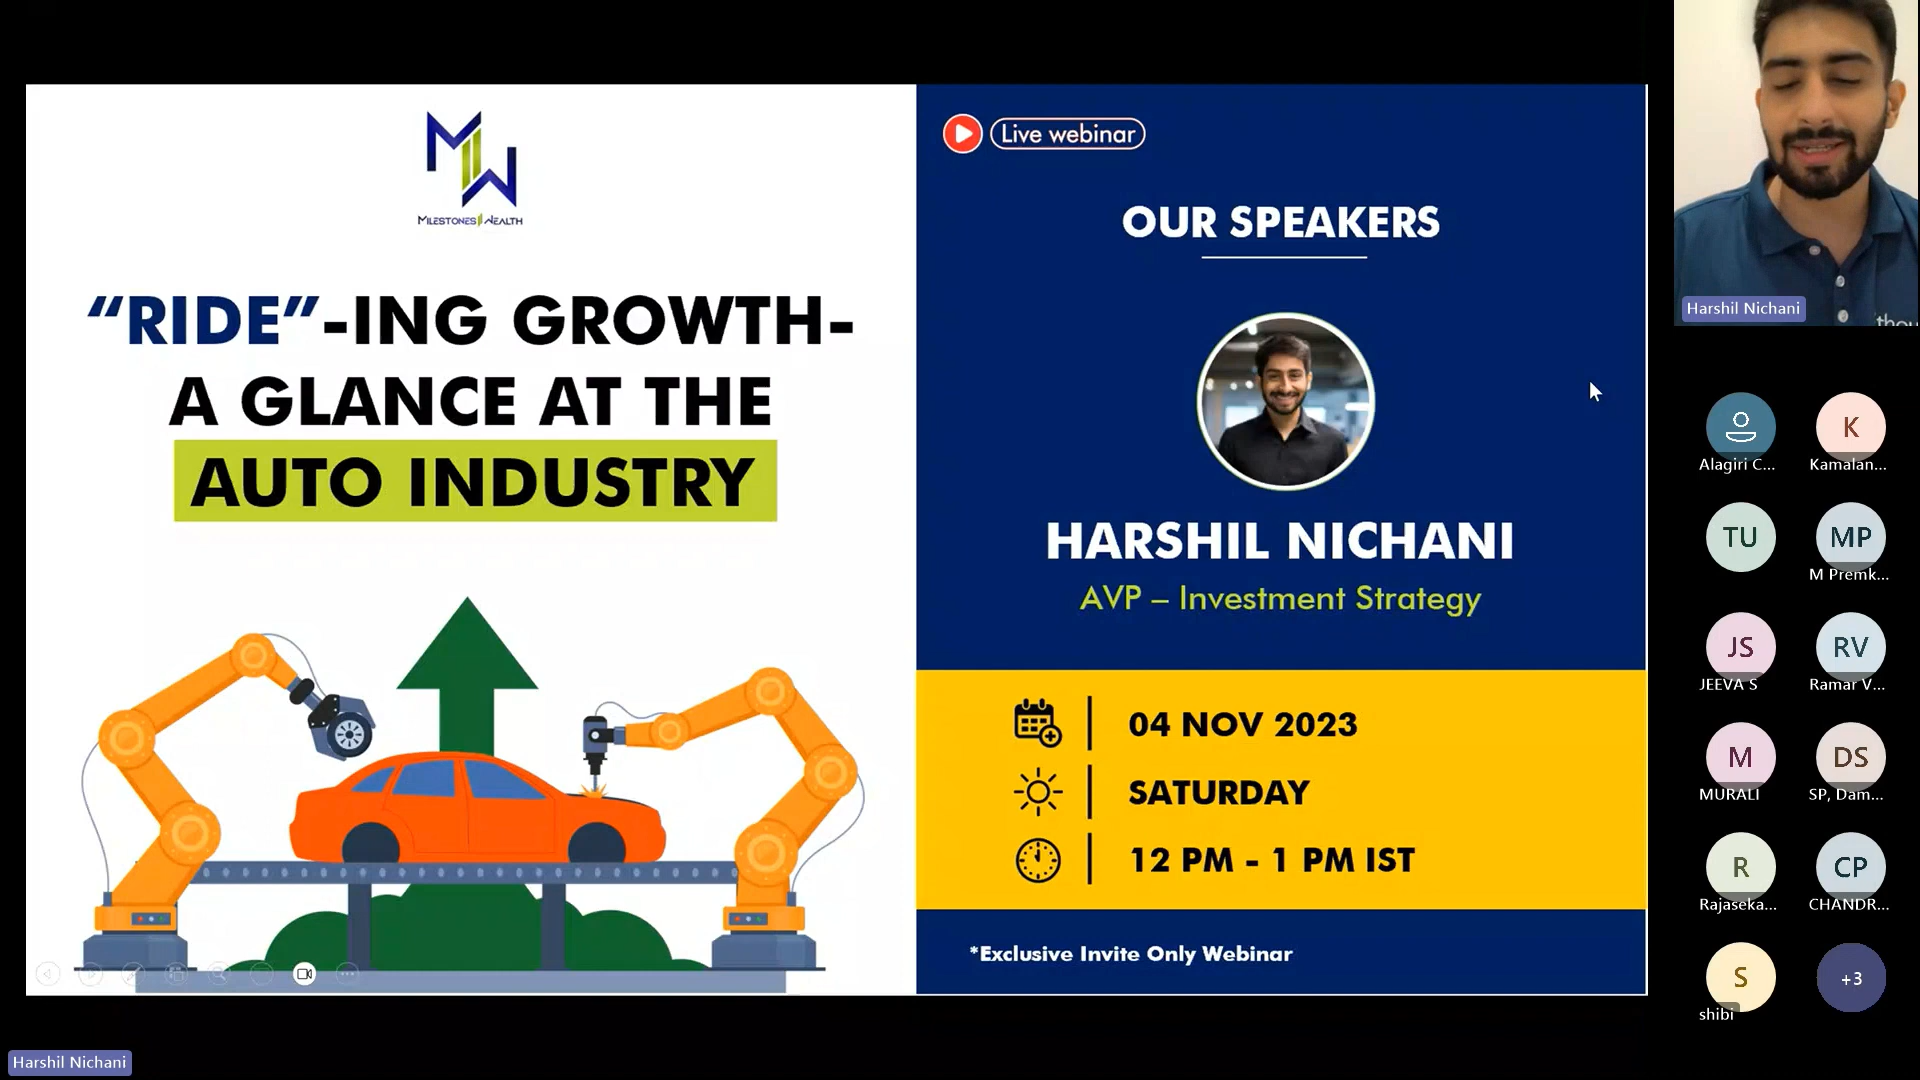 MILESTONES WEALTH
“RIDE”-ING GROWTH-
A GLANCE AT THE
AUTO INDUSTRY
Live webinar
OUR SPEAKERS
HARSHIL NICHANI
AVP – Investment Strategy
04 NOV 2023
SATURDAY
12 PM - 1 PM IST
*Exclusive Invite Only Webinar
Harshil Nichani
Harshil Nichani
Alagiri C...
K
Kamalan...
TU
MP
M Premk...
JS
JEEVA S
RV
Ramar V...
M
MURALI
DS
SP, Dam...
R
Rajaseka...
CP
CHANDR...
S
shibi
+3